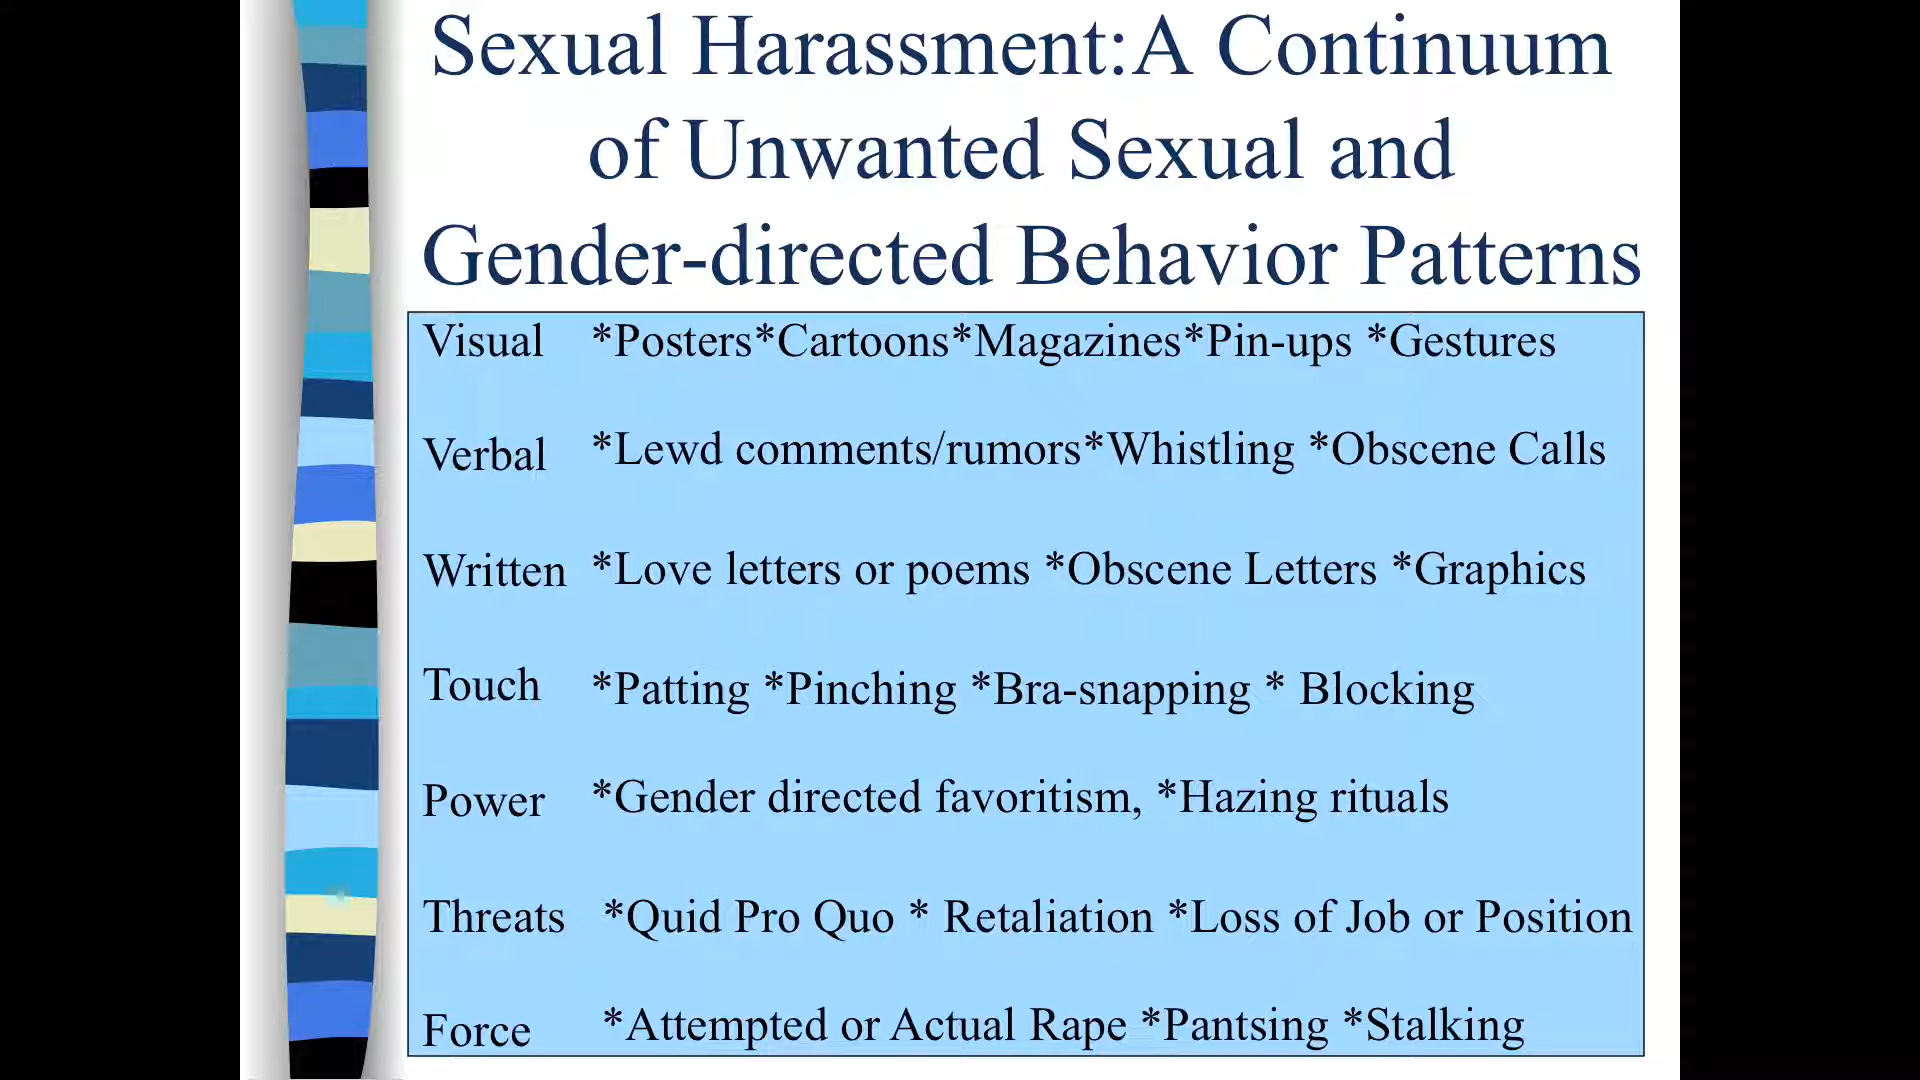 Sexual Harassment:A Continuum
of Unwanted Sexual and
Gender-directed Behavior Patterns
Visual *Posters*Cartoons*Magazines*Pin-ups *Gestures
Verbal *Lewd comments/rumors*Whistling *Obscene Calls
Written *Love letters or poems *Obscene Letters *Graphics
Touch *Patting *Pinching *Bra-snapping * Blocking
Power *Gender directed favoritism, *Hazing rituals
Threats *Quid Pro Quo * Retaliation *Loss of Job or Position
Force *Attempted or Actual Rape *Pantsing *Stalking